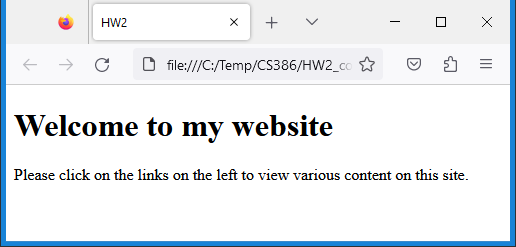 HW2
file:///C:/Temp/CS386/HW2_co
Welcome to my website
Please click on the links on the left to view various content on this site.